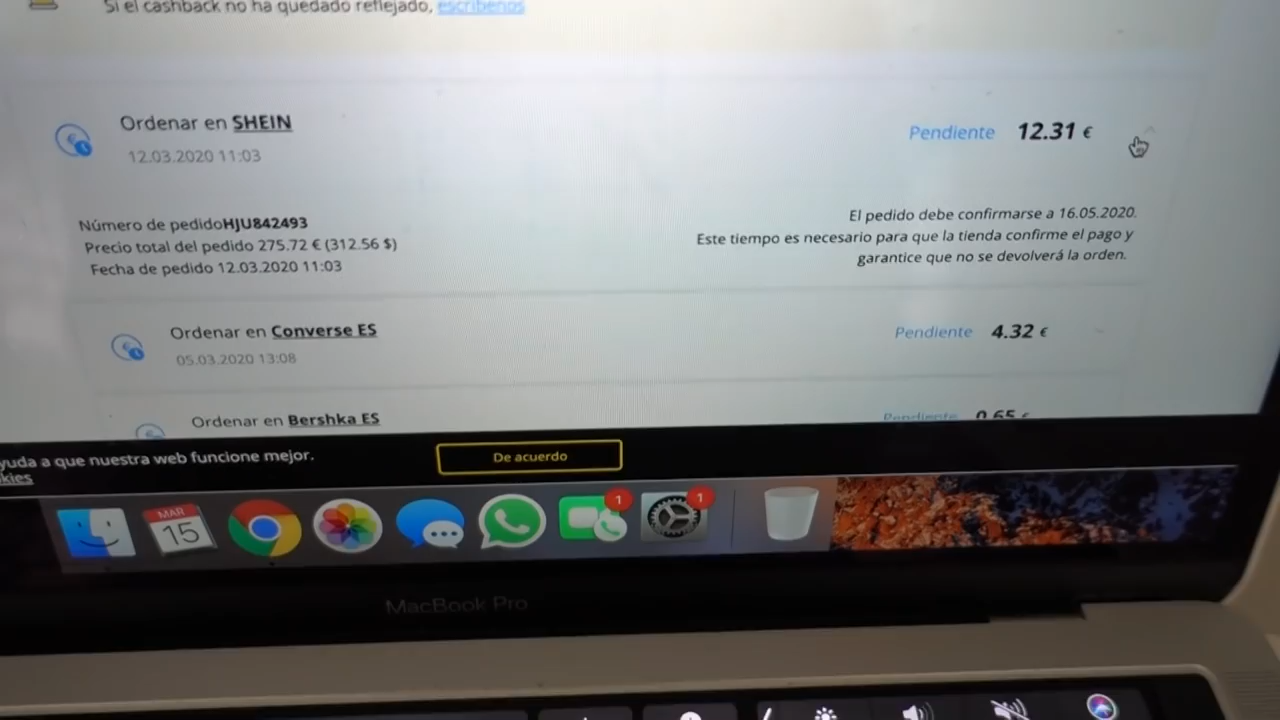 Si el cashback no ha quedado reflejado, escríbenos
Ordenar en SHEIN
12.03.2020 11:03
Pendiente 12.31 €
Número de pedidoHJU842493
Precio total del pedido 275.72 € (312.56 $)
Fecha de pedido 12.03.2020 11:03
El pedido debe confirmarse a 16.05.2020.
Este tiempo es necesario para que la tienda confirme el pago y
garantice que no se devolverá la orden.
Ordenar en Converse ES
05.03.2020 13:08
Pendiente 4.32 €
Ordenar en Bershka ES
Pendiente 0.65 €
yuda a que nuestra web funcione mejor.
kies
De acuerdo
MAR
15
1
1
MacBook Pro